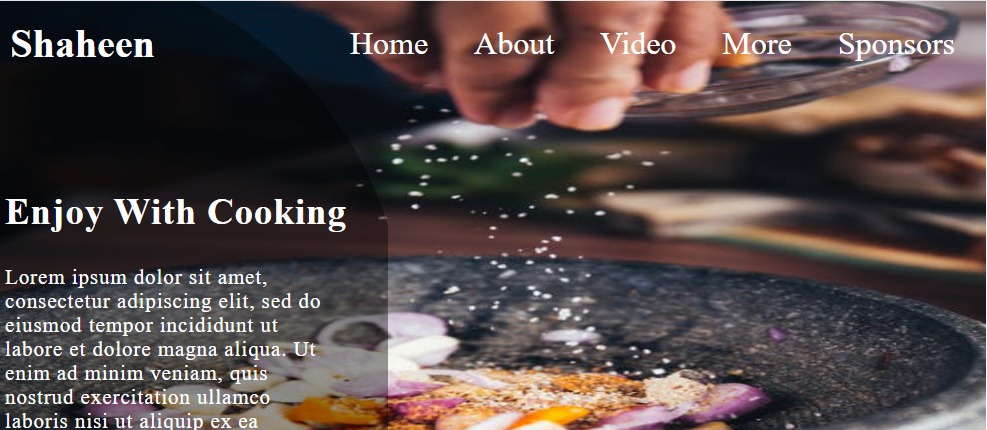 Shaheen
Home About Video More Sponsors
Enjoy With Cooking
Lorem ipsum dolor sit amet,
consectetur adipiscing elit, sed do
eiusmod tempor incididunt ut
labore et dolore magna aliqua. Ut
enim ad minim veniam, quis
nostrud exercitation ullamco
laboris nisi ut aliquip ex ea